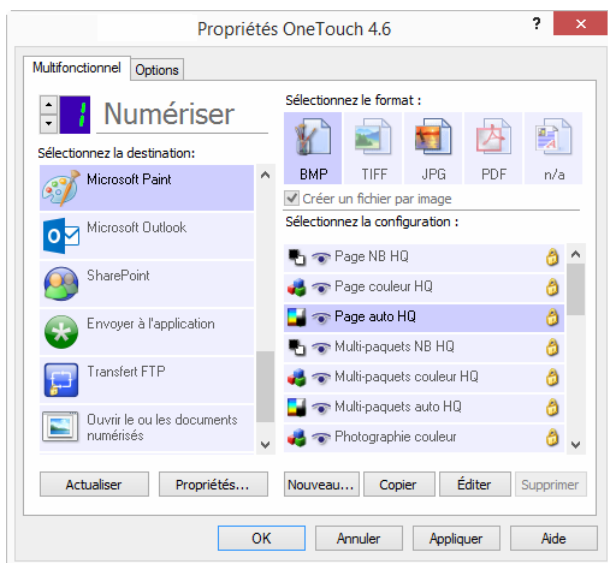 Propriétés OneTouch 4.6
?
×
Multifonctionnel
Options
1
Numériser
Sélectionnez la destination:
Microsoft Paint
Microsoft Outlook
SharePoint
Envoyer à l'application
Transfert FTP
Ouvrir le ou les documents
numérisés
Actualiser
Propriétés...
Sélectionnez le format :
BMP
TIFF
JPG
PDF
n/a
Créer un fichier par image
Sélectionnez la configuration :
Page NB HQ
Page couleur HQ
Page auto HQ
Multi-paquets NB HQ
Multi-paquets couleur HQ
Multi-paquets auto HQ
Photographie couleur
Nouveau...
Copier
Éditer
Supprimer
OK
Annuler
Appliquer
Aide